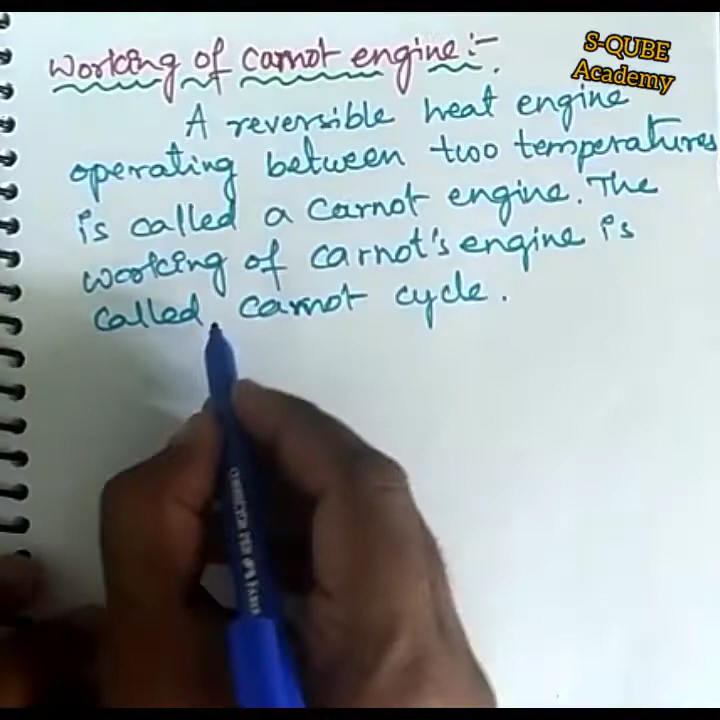 Working of carnot engine :-
S-QUBE
Academy
A reversible heat engine
operating between two temperatures
is called a carnot engine. The
working of carnot's engine is
called carnot cycle.